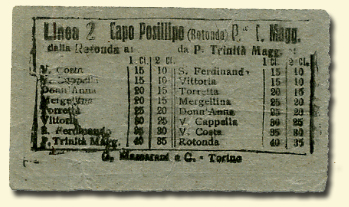 Linea 2 Capo Posillipo (Rotonda) P. C. Magg.
dalla Rotonda a: da P. Trinità Magg. a:
1 Cl. 2 Cl. 1 Cl. 2 Cl.
V. Costa 15 10 S. Ferdinando 15 10
V. Cappella 15 10 Vittoria 15 10
Donn'Anna 20 15 Torretta 20 15
Mergellina 20 15 Mergellina 25 20
Torretta 25 20 Donn'Anna 25 20
Vittoria 30 25 V. Cappella 30 25
S. Ferdinando 35 V. Costa 35
P. Trinità Magg. 40 35 Rotonda 40 35
G. Massarani e C. - Torino